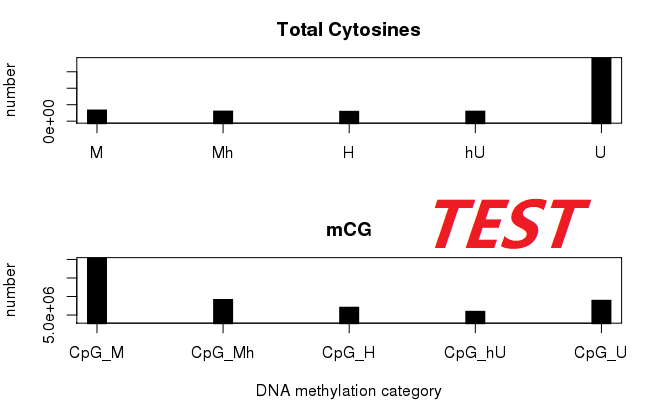 Total Cytosines
number
0e+00
M Mh H hU U
TEST
mCG
number
5.0e+06
CpG_M CpG_Mh CpG_H CpG_hU CpG_U
DNA methylation category